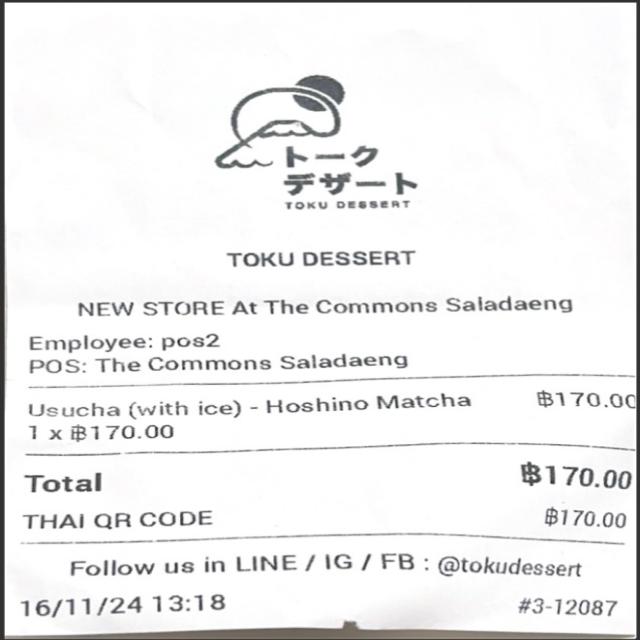 トーク
デザート
TOKU DESSERT
TOKU DESSERT
NEW STORE At The Commons Saladaeng
Employee: pos2
POS: The Commons Saladaeng
Usucha (with ice) - Hoshino Matcha ฿170.00
1 x ฿170.00
Total ฿170.00
THAI QR CODE ฿170.00
Follow us in LINE / IG / FB : @tokudessert
16/11/24 13:18 #3-12087